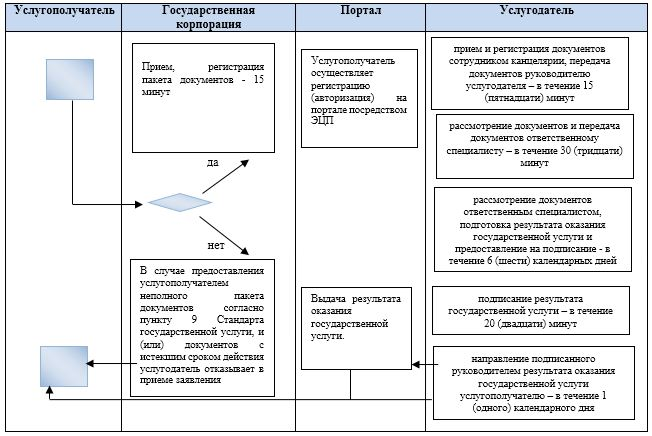 Услугополучатель
Государственная
корпорация
Портал
Услугодатель
Прием, регистрация
пакета документов - 15
минут
да
нет
В случае предоставления
услугополучателем
неполного пакета
документов согласно
пункту 9 Стандарта
государственной услуги, и
(или) документов с
истекшим сроком действия
услугодатель отказывает в
приеме заявления
Услугополучатель
осуществляет
регистрацию
(авторизация) на
портале посредством
ЭЦП
Выдача результата
оказания
государственной
услуги.
прием и регистрация документов
сотрудником канцелярии, передача
документов руководителю
услугодателя – в течение 15
(пятнадцати) минут
рассмотрение документов и передача
документов ответственному
специалисту – в течение 30 (тридцати)
минут
рассмотрение документов
ответственным специалистом,
подготовка результата оказания
государственной услуги и
предоставление на подписание - в
течение 6 (шести) календарных дней
подписание результата
государственной услуги – в течение
20 (двадцати) минут
направление подписанного
руководителем результата оказания
государственной услуги
услугополучателю – в течение 1
(одного) календарного дня